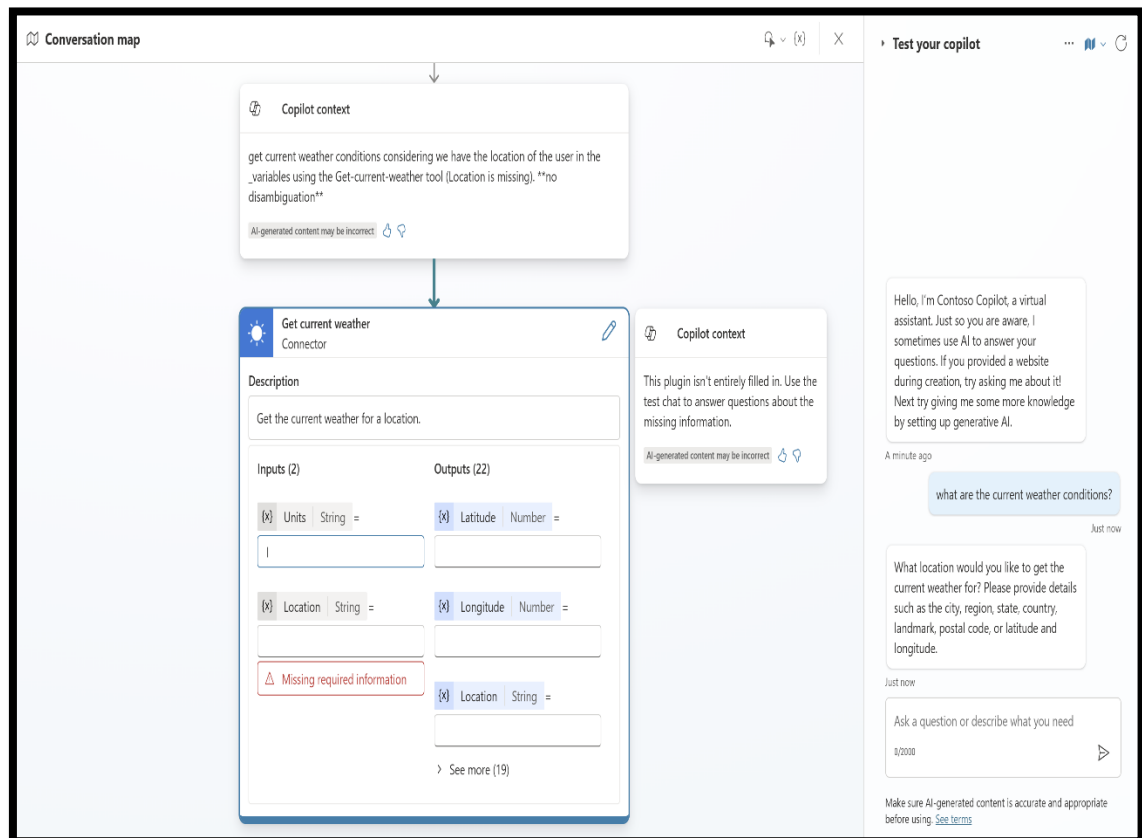 Conversation map
{x}
Copilot context
get current weather conditions considering we have the location of the user in the
_variables using the Get-current-weather tool (Location is missing). **no
disambiguation**
AI-generated content may be incorrect
Get current weather
Connector
Description
Get the current weather for a location.
Inputs (2)
Outputs (22)
{x} Units String =
{x} Latitude Number =
I
{x} Location String =
{x} Longitude Number =
Missing required information
{x} Location String =
See more (19)
Copilot context
This plugin isn't entirely filled in. Use the
test chat to answer questions about the
missing information.
AI-generated content may be incorrect
Test your copilot
Hello, I'm Contoso Copilot, a virtual
assistant. Just so you are aware, I
sometimes use AI to answer your
questions. If you provided a website
during creation, try asking me about it!
Next try giving me some more knowledge
by setting up generative AI.
A minute ago
what are the current weather conditions?
Just now
What location would you like to get the
current weather for? Please provide details
such as the city, region, state, country,
landmark, postal code, or latitude and
longitude.
Just now
Ask a question or describe what you need
0/2000
Make sure AI-generated content is accurate and appropriate
before using. See terms